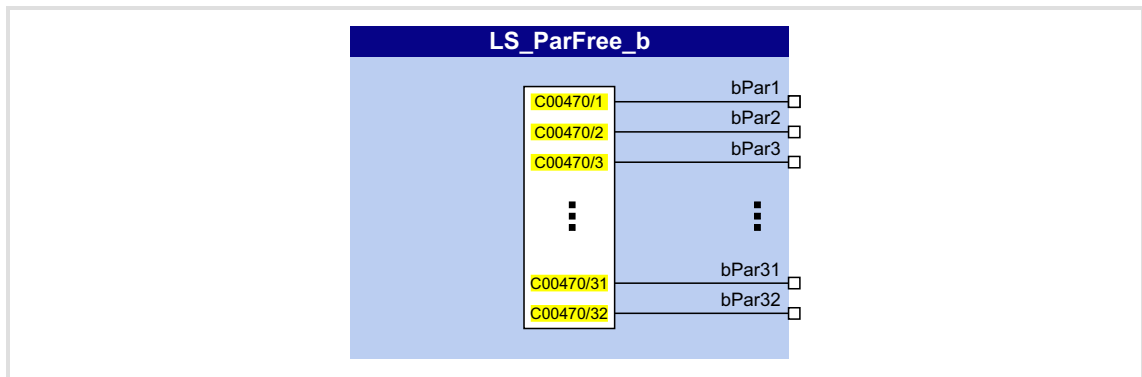 LS_ParFree_b
C00470/1 bPar1
C00470/2 bPar2
C00470/3 bPar3
C00470/31 bPar31
C00470/32 bPar32